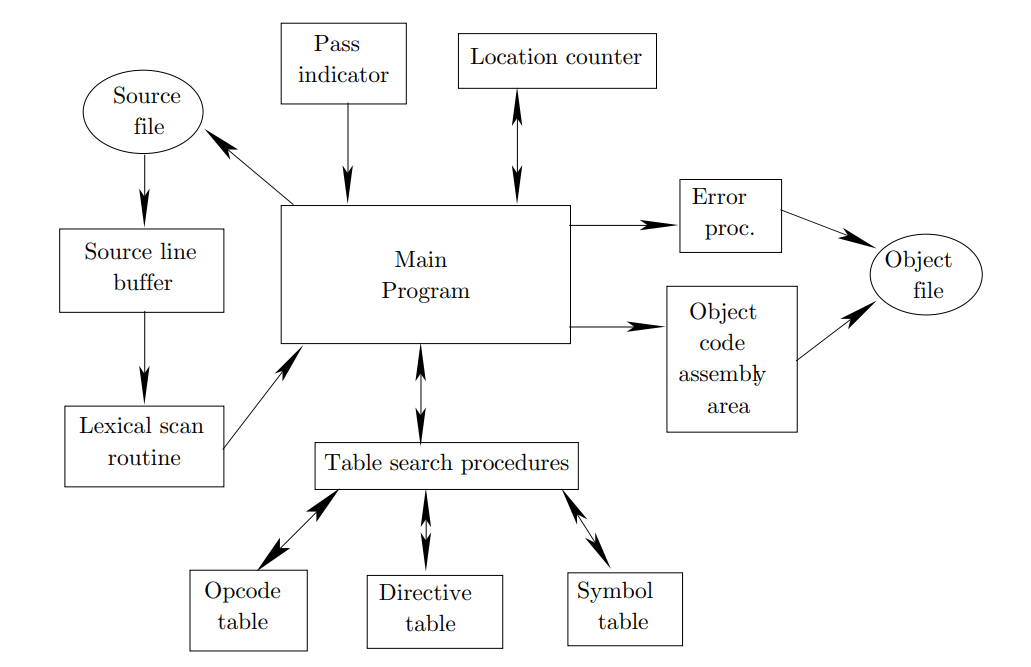 Pass
indicator
Location counter
Source
file
Error
proc.
Source line
buffer
Main
Program
Object
file
Object
code
assembly
area
Lexical scan
routine
Table search procedures
Opcode
table
Directive
table
Symbol
table